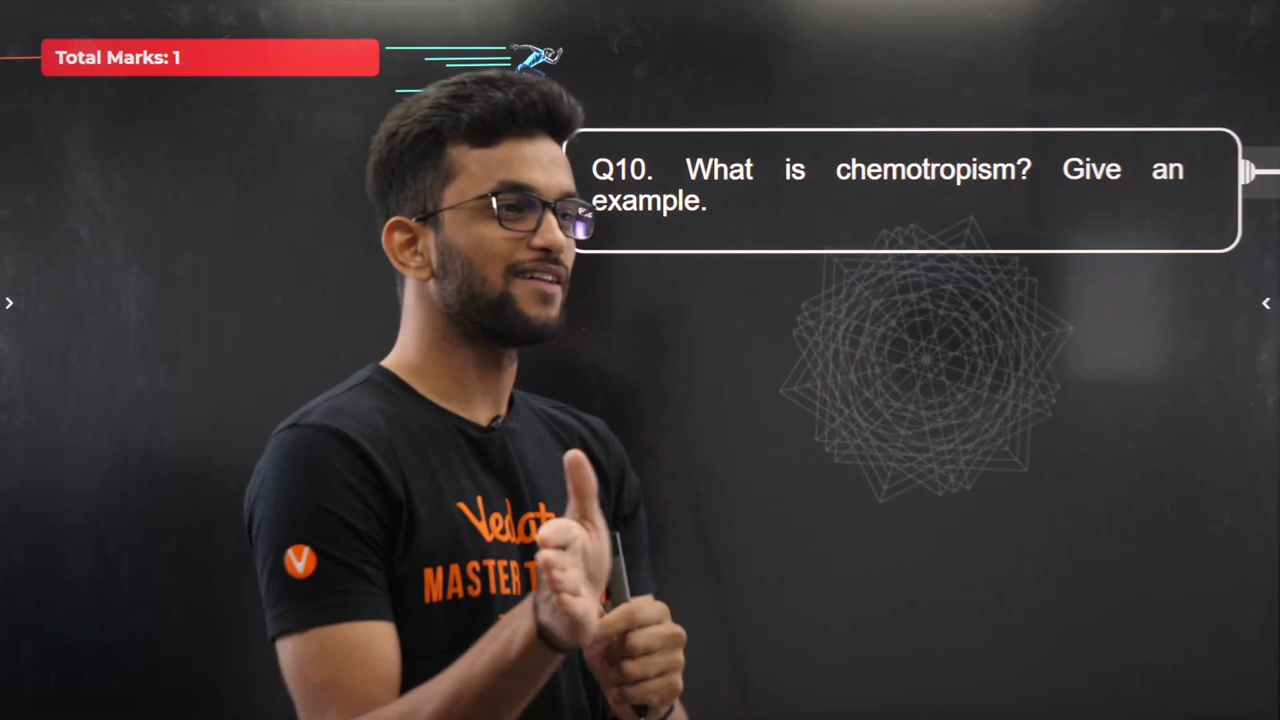 Total Marks: 1
Q10. What is chemotropism? Give an
example.
V
MASTER